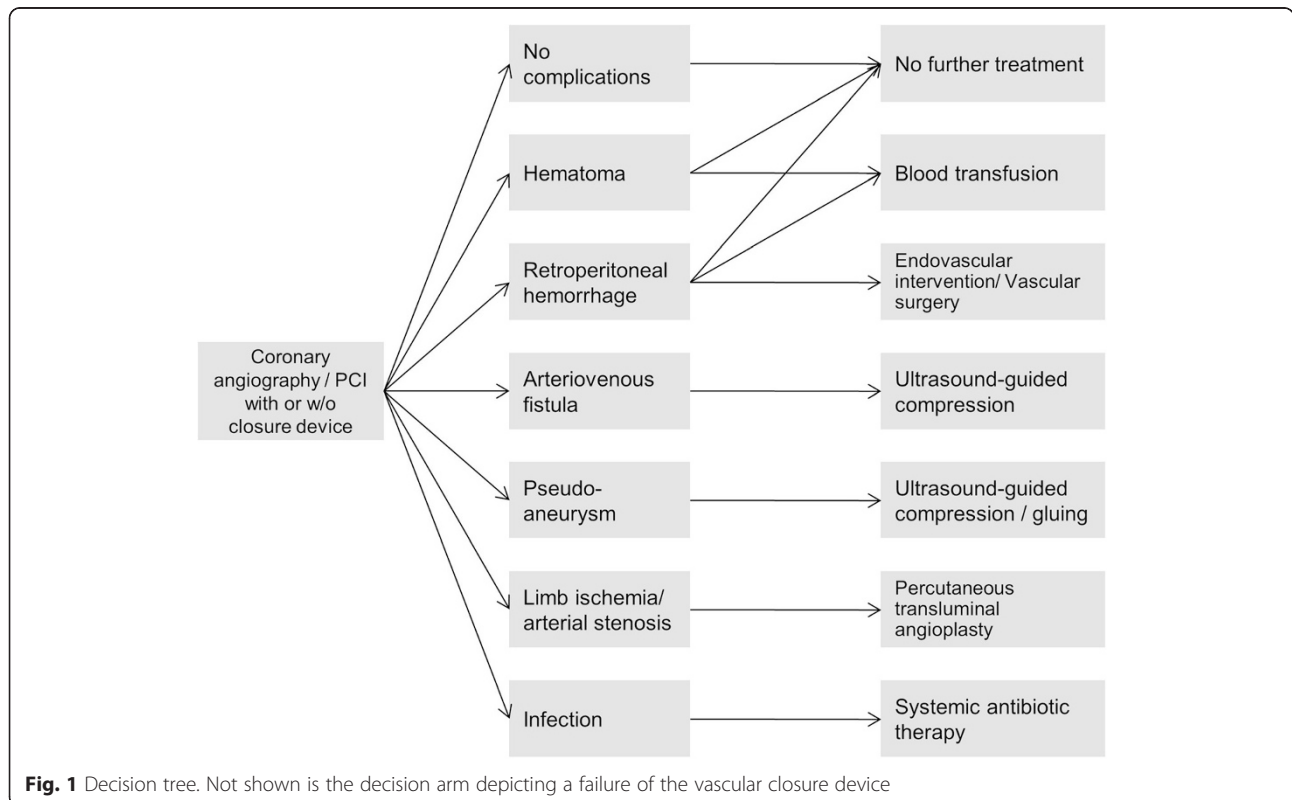 No
complications
No further treatment
Hematoma
Blood transfusion
Retroperitoneal
hemorrhage
Endovascular
intervention/ Vascular
surgery
Coronary
angiography / PCI
with or w/o
closure device
Arteriovenous
fistula
Ultrasound-guided
compression
Pseudo-
aneurysm
Ultrasound-guided
compression / gluing
Limb ischemia/
arterial stenosis
Percutaneous
transluminal
angioplasty
Infection
Systemic antibiotic
therapy
Fig. 1 Decision tree. Not shown is the decision arm depicting a failure of the vascular closure device